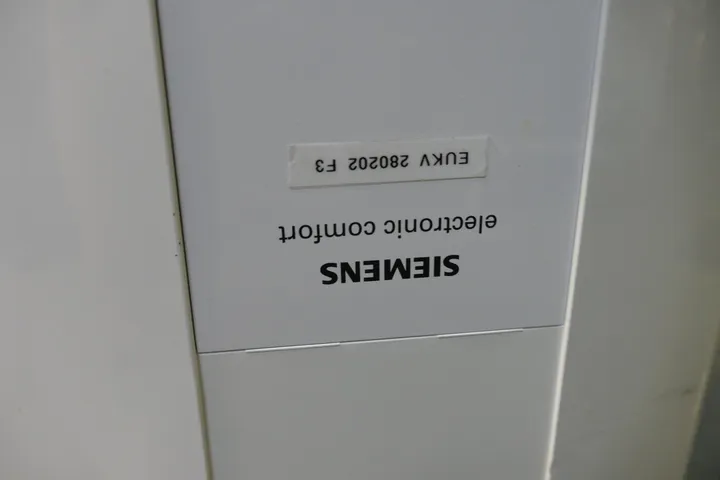 SIEMENS
electronic comfort
EUKV 280202 F3